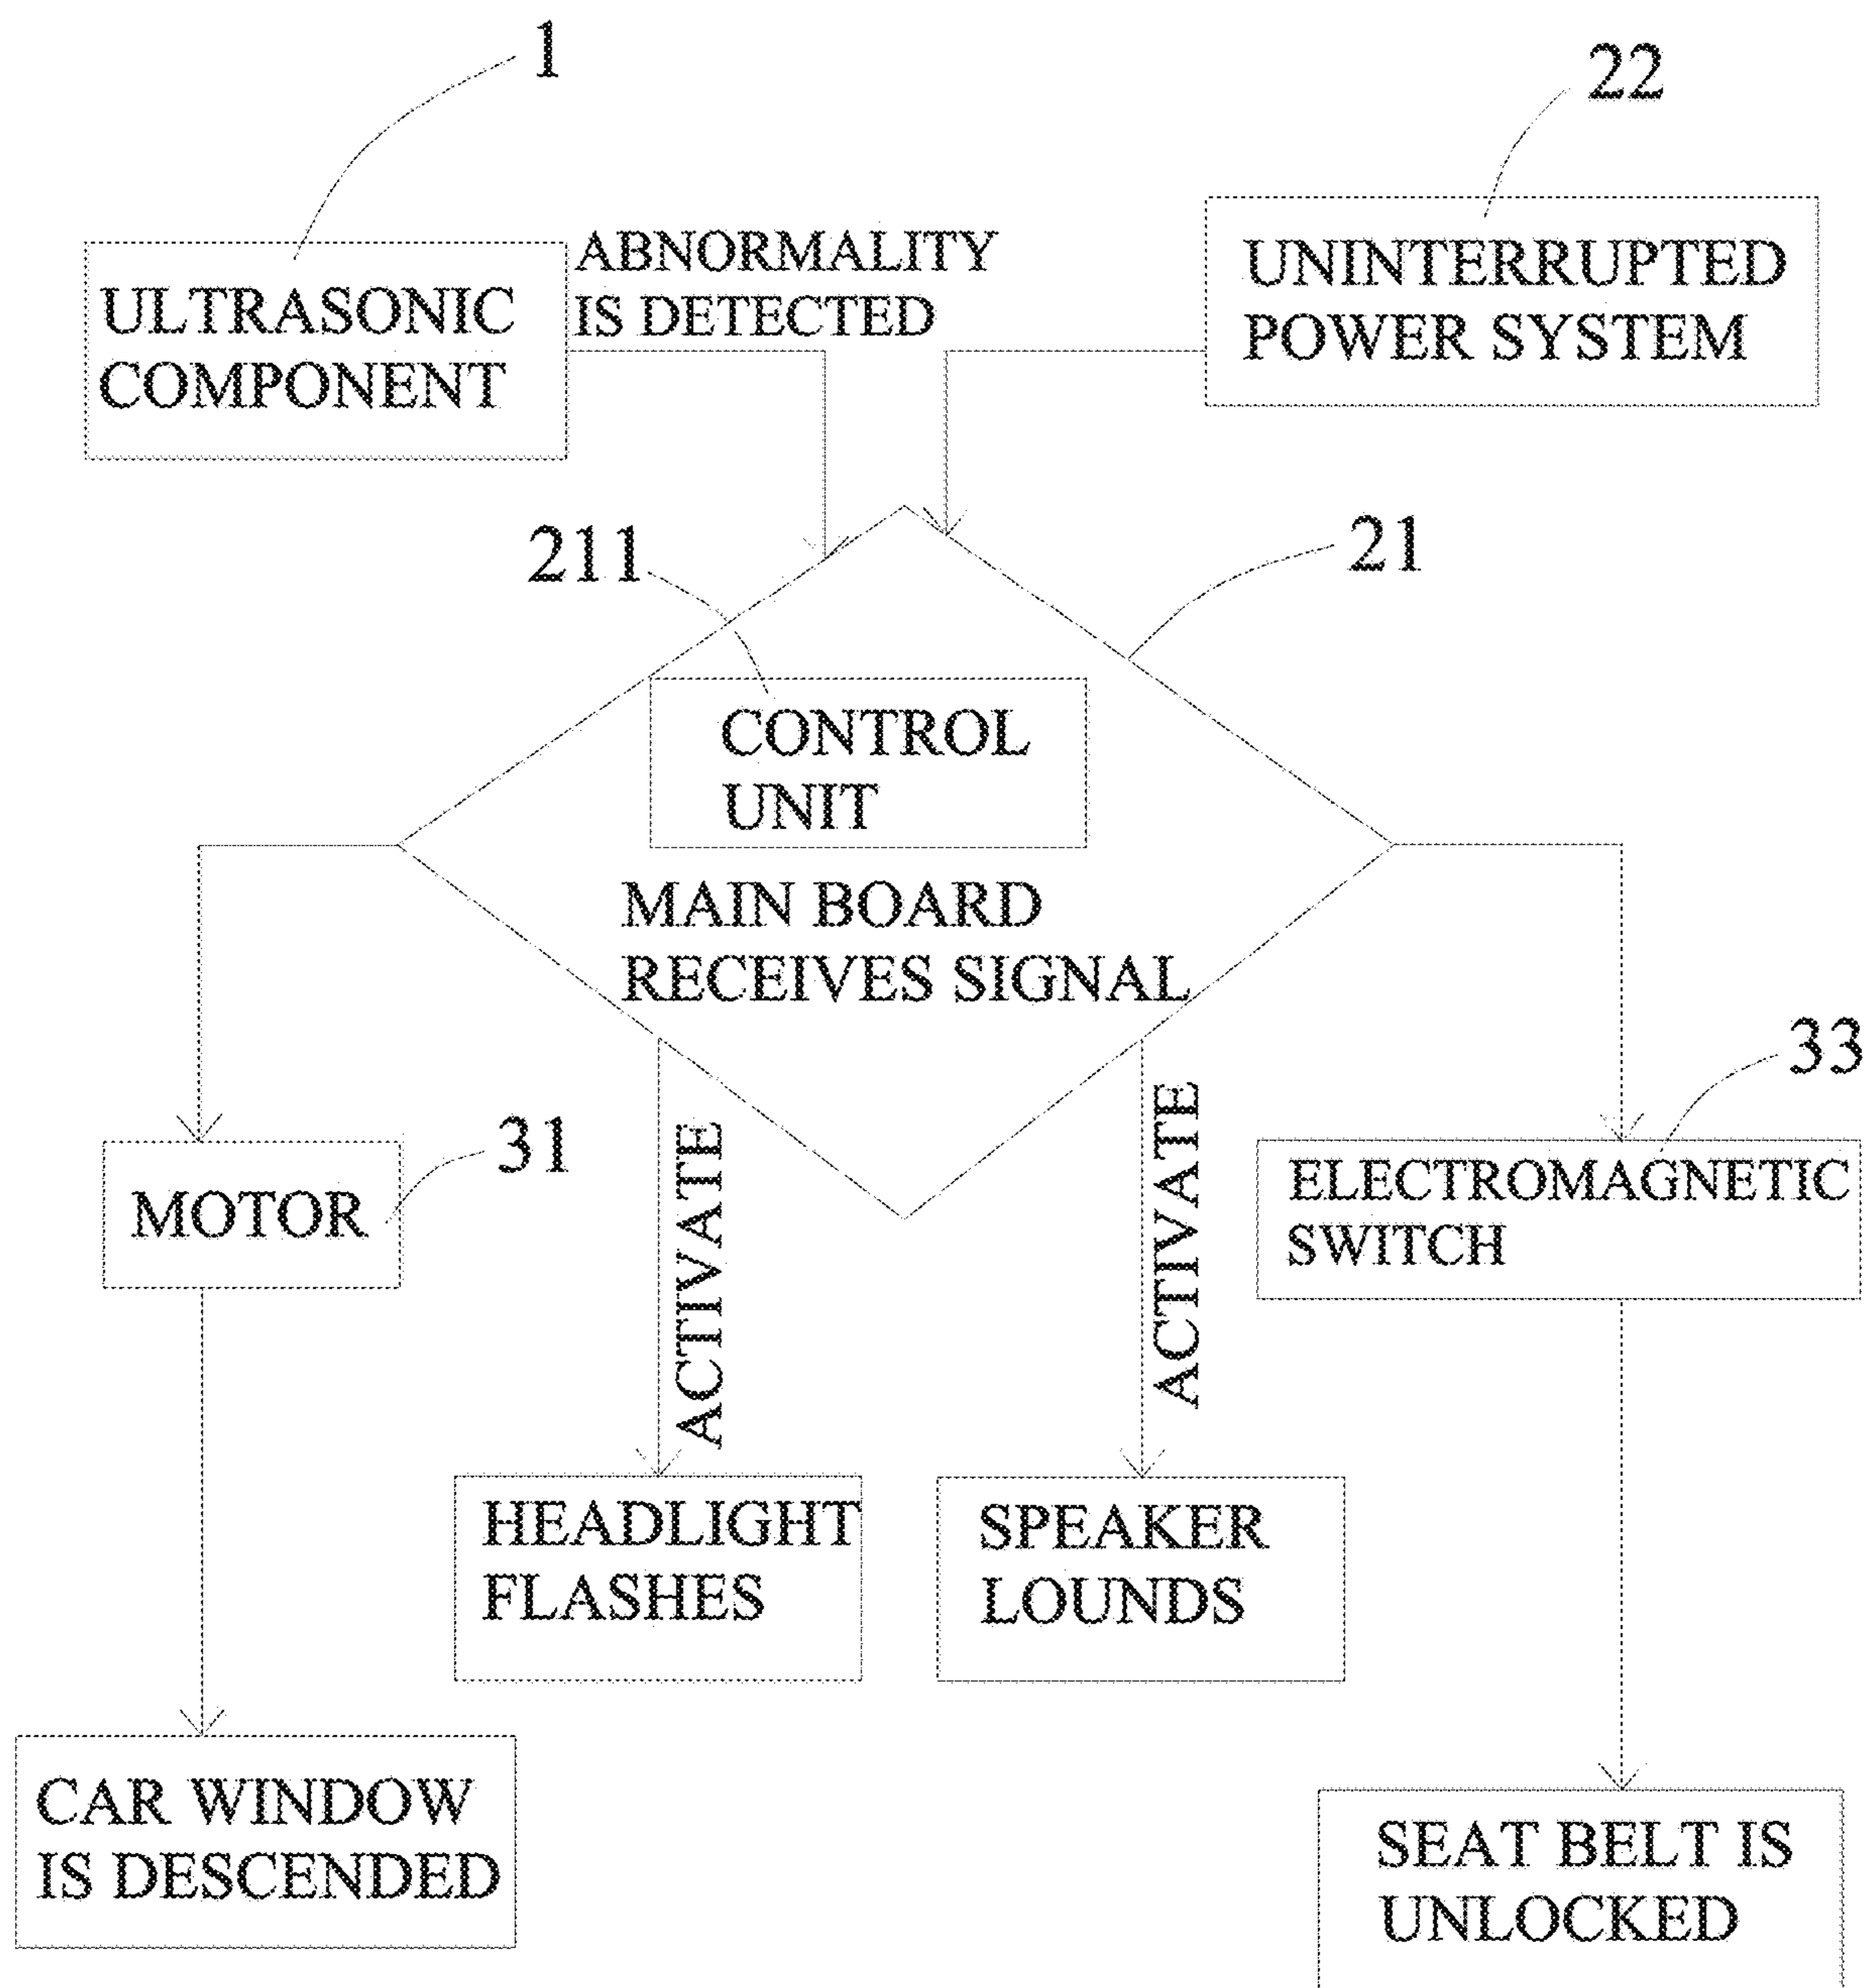 1
22
ULTRASONIC
COMPONENT
ABNORMALITY
IS DETECTED
UNINTERRUPTED
POWER SYSTEM
211
21
CONTROL
UNIT
MAIN BOARD
RECEIVES SIGNAL
33
31
MOTOR
ACTIVATE
ACTIVATE
ELECTROMAGNETIC
SWITCH
HEADLIGHT
FLASHES
SPEAKER
LOUNDS
CAR WINDOW
IS DESCENDED
SEAT BELT IS
UNLOCKED